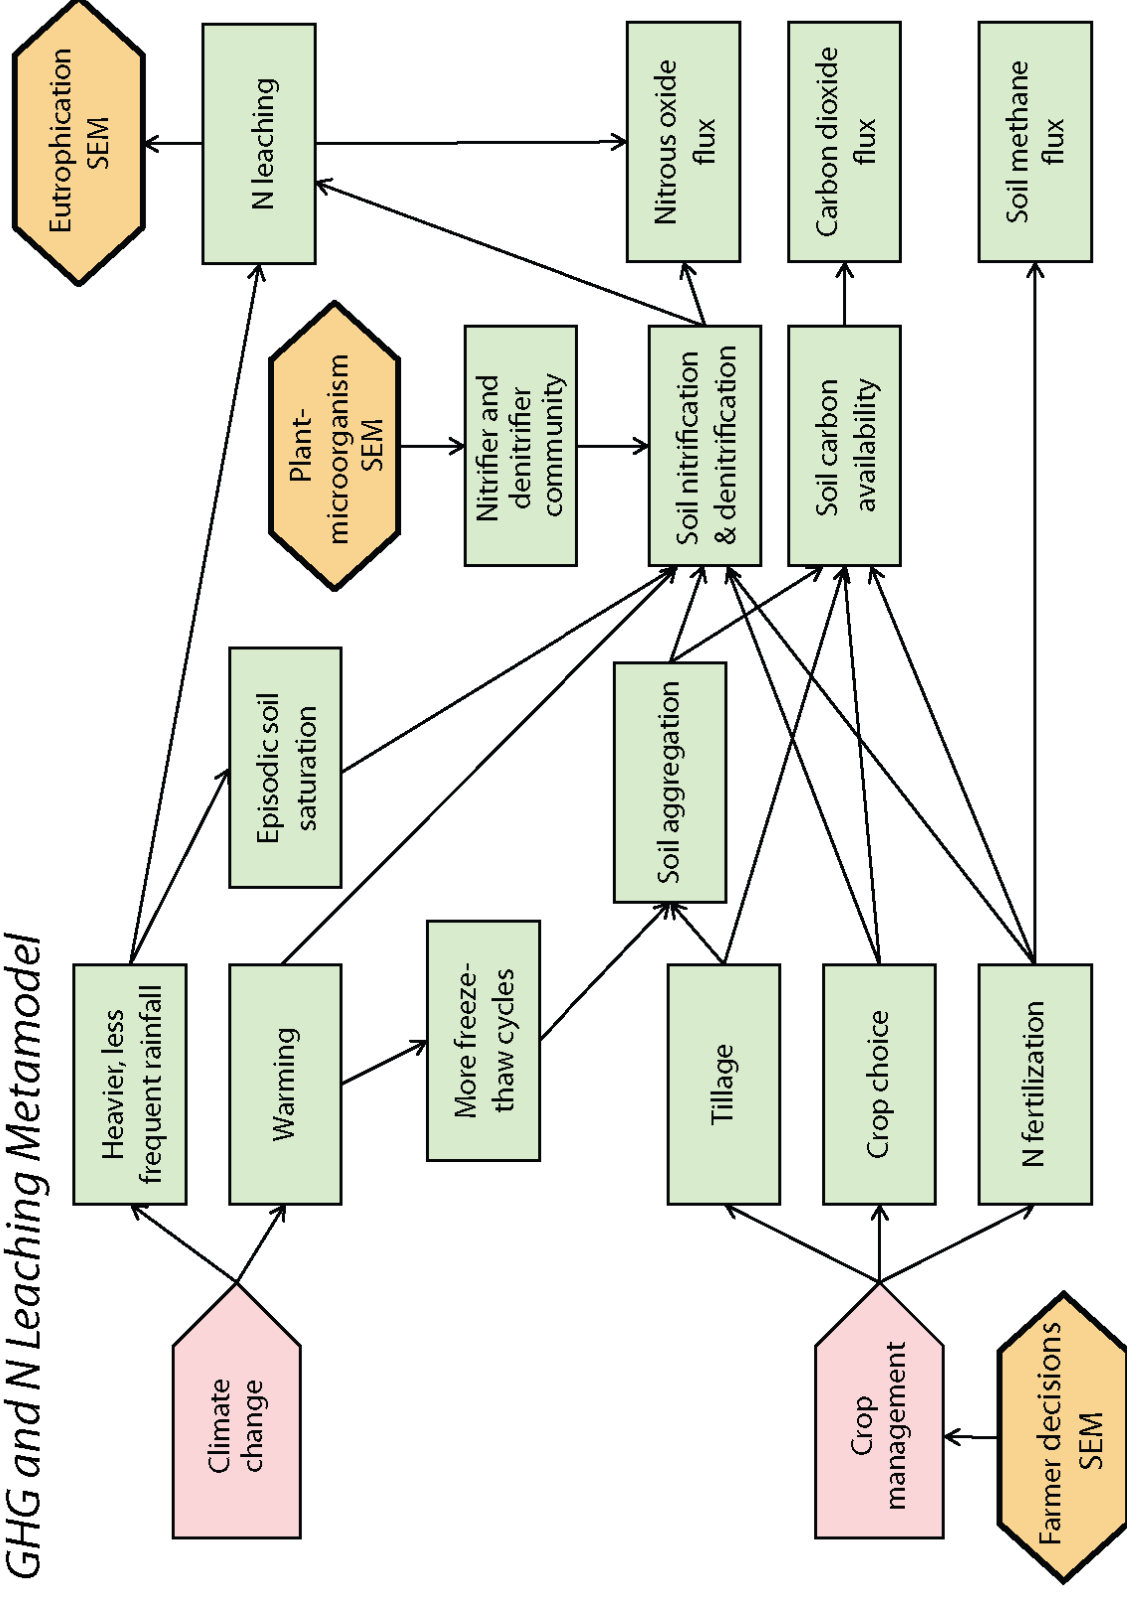 GHG and N Leaching Metamodel
Climate
change
Crop
management
Farmer decisions
SEM
Heavier, less
frequent rainfall
Warming
More freeze-
thaw cycles
Tillage
Crop choice
N fertilization
Episodic soil
saturation
Soil aggregation
Plant-
microorganism
SEM
Nitrifier and
denitrifier
community
Soil nitrification
& denitrification
Soil carbon
availability
Eutrophication
SEM
N leaching
Nitrous oxide
flux
Carbon dioxide
flux
Soil methane
flux